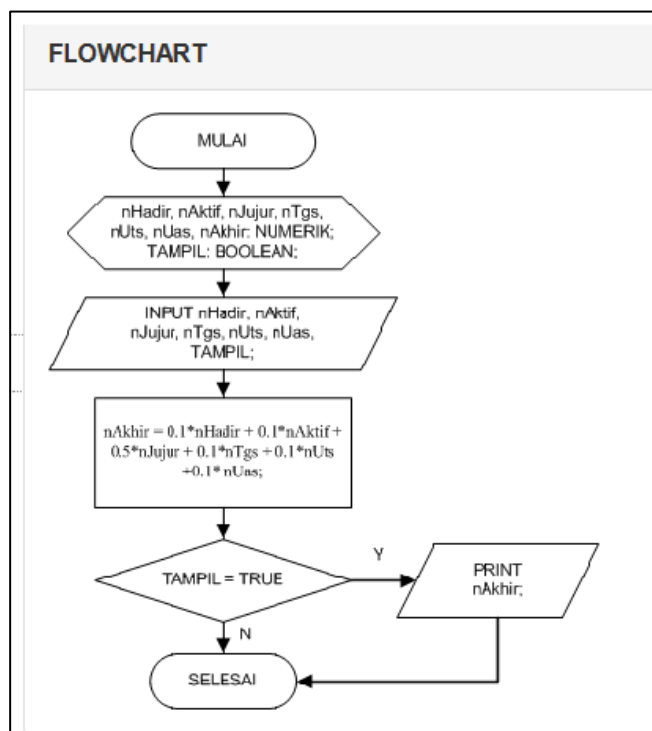 FLOWCHART
MULAI
nHadir, nAktif, nJujur, nTgs,
nUts, nUas, nAkhir: NUMERIK;
TAMPIL: BOOLEAN;
INPUT nHadir, nAktif,
nJujur, nTgs, nUts, nUas,
TAMPIL;
nAkhir = 0.1*nHadir + 0.1*nAktif +
0.5*nJujur + 0.1*nTgs + 0.1*nUts
+0.1* nUas;
TAMPIL = TRUE
Y
PRINT
nAkhir;
N
SELESAI